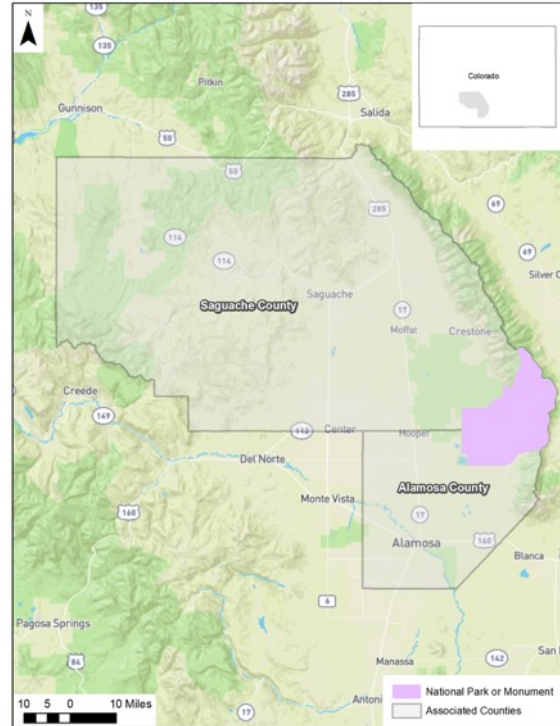 N
135
135
Pitkin
Colorado
Gunnison
285
Salida
50
50
69
114
285
114
69
Saguache
Silver C
Saguache County
17
Moffat
Crestone
Creede
149
112
Center
Hooper
Del Norte
160
Alamosa County
Monte Vista
17
160
Alamosa
Blanca
6
Pagosa Springs
San
84
Manassa
142
National Park or Monument
Antoni
Associated Counties
10 5 0 10 Miles
17